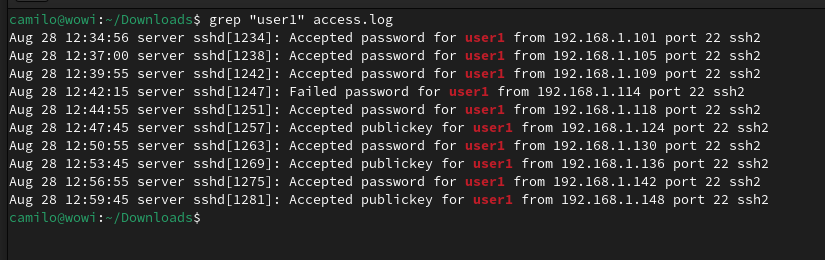 camilo@wowi:~/Downloads$ grep "user1" access.log
Aug 28 12:34:56 server sshd[1234]: Accepted password for user1 from 192.168.1.101 port 22 ssh2
Aug 28 12:37:00 server sshd[1238]: Accepted password for user1 from 192.168.1.105 port 22 ssh2
Aug 28 12:39:55 server sshd[1242]: Accepted password for user1 from 192.168.1.109 port 22 ssh2
Aug 28 12:42:15 server sshd[1247]: Failed password for user1 from 192.168.1.114 port 22 ssh2
Aug 28 12:44:55 server sshd[1251]: Accepted password for user1 from 192.168.1.118 port 22 ssh2
Aug 28 12:47:45 server sshd[1257]: Accepted publickey for user1 from 192.168.1.124 port 22 ssh2
Aug 28 12:50:55 server sshd[1263]: Accepted password for user1 from 192.168.1.130 port 22 ssh2
Aug 28 12:53:45 server sshd[1269]: Accepted publickey for user1 from 192.168.1.136 port 22 ssh2
Aug 28 12:56:55 server sshd[1275]: Accepted password for user1 from 192.168.1.142 port 22 ssh2
Aug 28 12:59:45 server sshd[1281]: Accepted publickey for user1 from 192.168.1.148 port 22 ssh2
camilo@wowi:~/Downloads$